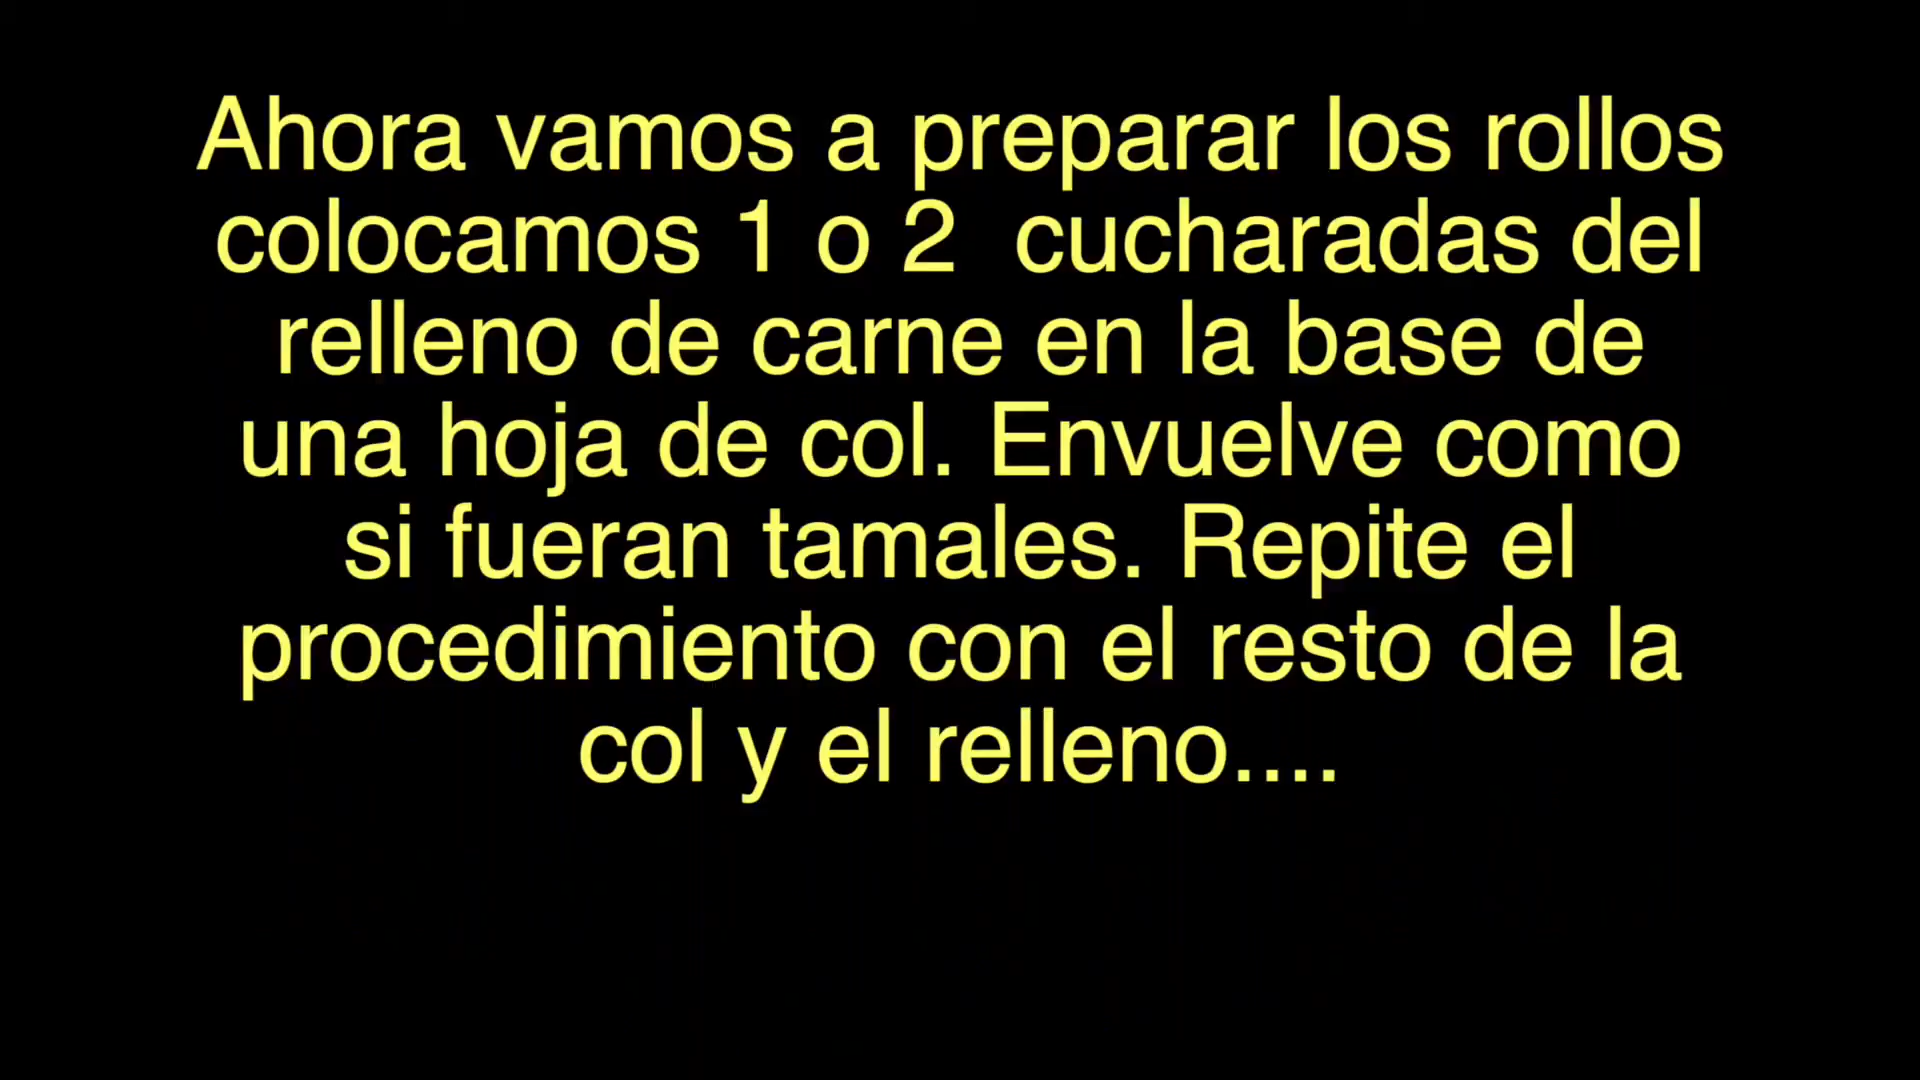 Ahora vamos a preparar los rollos
colocamos 1 o 2  cucharadas del
relleno de carne en la base de
una hoja de col. Envuelve como
si fueran tamales. Repite el
procedimiento con el resto de la
col y el relleno....